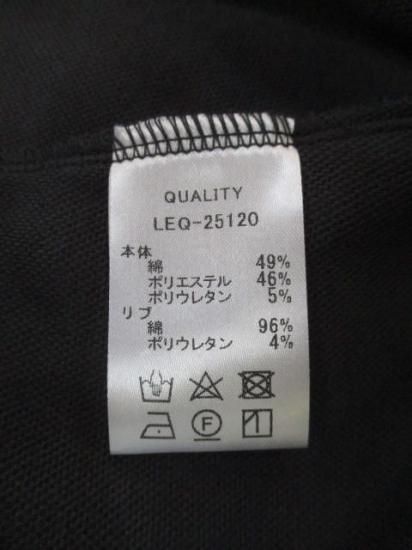 QUALITY
LEQ-25120
本体
綿 49%
ポリエステル 46%
ポリウレタン 5%
リブ
綿 96%
ポリウレタン 4%
F